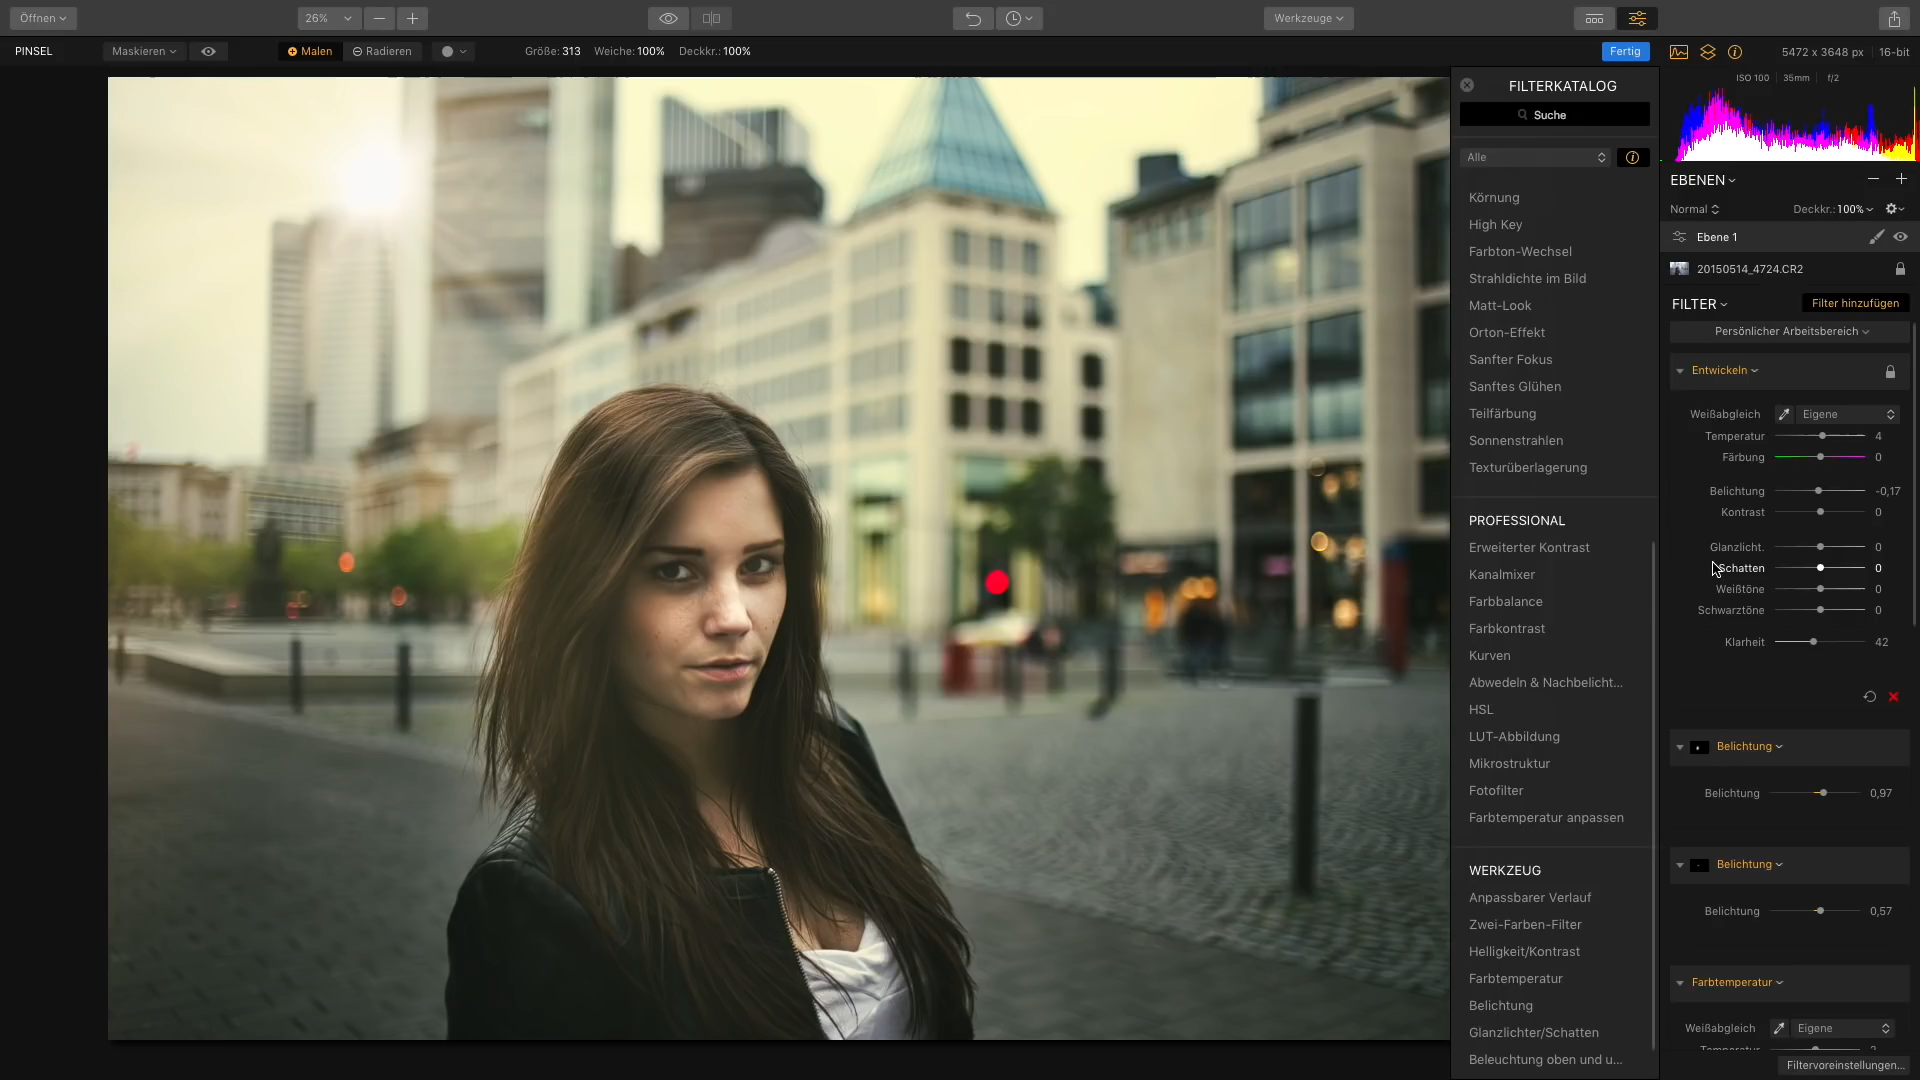 Öffnen
26%
Werkzeuge
PINSEL
Maskieren
Malen
Radieren
Größe: 313
Weiche: 100%
Deckkr.: 100%
Fertig
5472 x 3648 px
16-bit
FILTERKATALOG
Suche
Alle
Körnung
High Key
Farbton-Wechsel
Strahldichte im Bild
Matt-Look
Orton-Effekt
Sanfter Fokus
Sanftes Glühen
Teilfärbung
Sonnenstrahlen
Texturüberlagerung
PROFESSIONAL
Erweiterter Kontrast
Kanalmixer
Farbbalance
Farbkontrast
Kurven
Abwedeln & Nachbelicht...
HSL
LUT-Abbildung
Mikrostruktur
Fotofilter
Farbtemperatur anpassen
WERKZEUG
Anpassbarer Verlauf
Zwei-Farben-Filter
Helligkeit/Kontrast
Farbtemperatur
Belichtung
Glanzlichter/Schatten
Beleuchtung oben und u...
ISO 100
35mm
f/2
EBENEN
Normal
Deckkr.: 100%
Ebene 1
20150514_4724.CR2
FILTER
Filter hinzufügen
Persönlicher Arbeitsbereich
Entwickeln
Weißabgleich Eigene
Temperatur 4
Färbung 0
Belichtung -0,17
Kontrast 0
Glanzlicht. 0
Schatten 0
Weißtöne 0
Schwarztöne 0
Klarheit 42
Belichtung
Belichtung 0,97
Belichtung
Belichtung 0,57
Farbtemperatur
Weißabgleich Eigene
Temperatur
Filtervoreinstellungen...